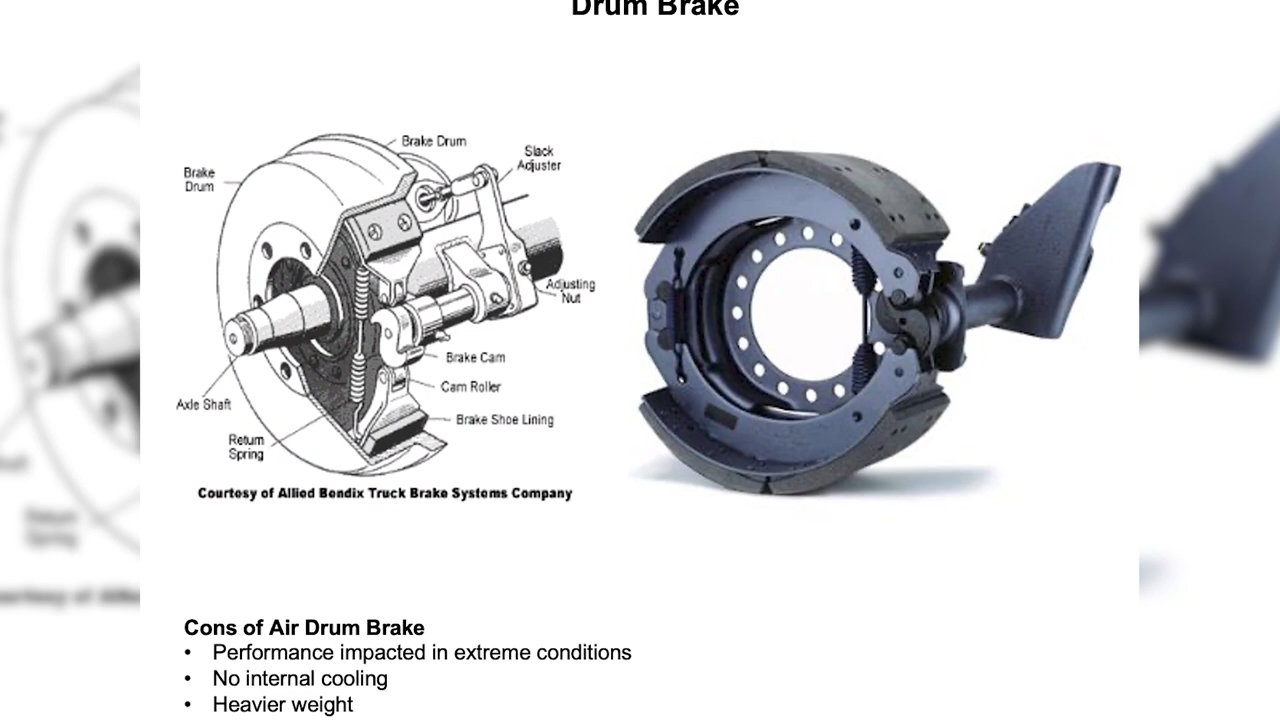 Drum Brake
Brake Drum
Slack
Adjuster
Brake
Drum
Adjusting
Nut
Brake Cam
Cam Roller
Axle Shaft
Brake Shoe Lining
Return
Spring
Courtesy of Allied Bendix Truck Brake Systems Company
Cons of Air Drum Brake
• Performance impacted in extreme conditions
• No internal cooling
• Heavier weight